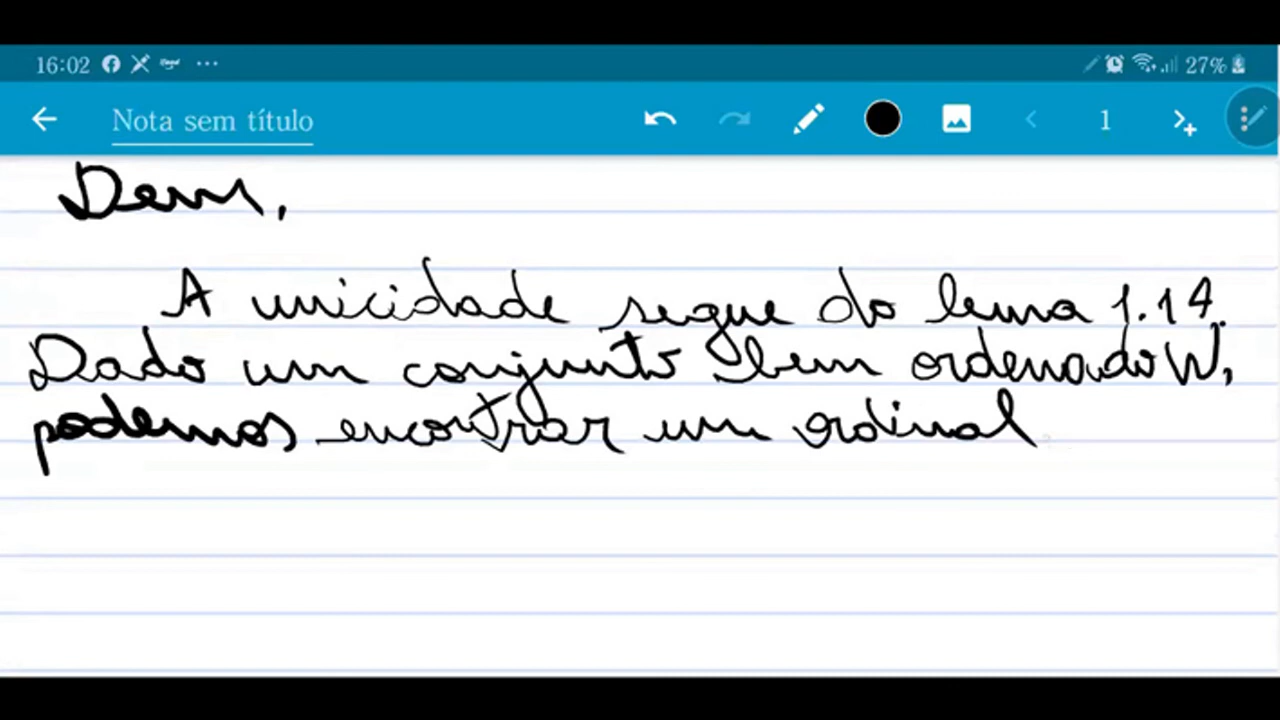 16:02 27%
Nota sem título 1
Dem.
A unicidade segue do lema 1.14.
Dado um conjunto bem ordenado W,
podemos encontrar um ordinal